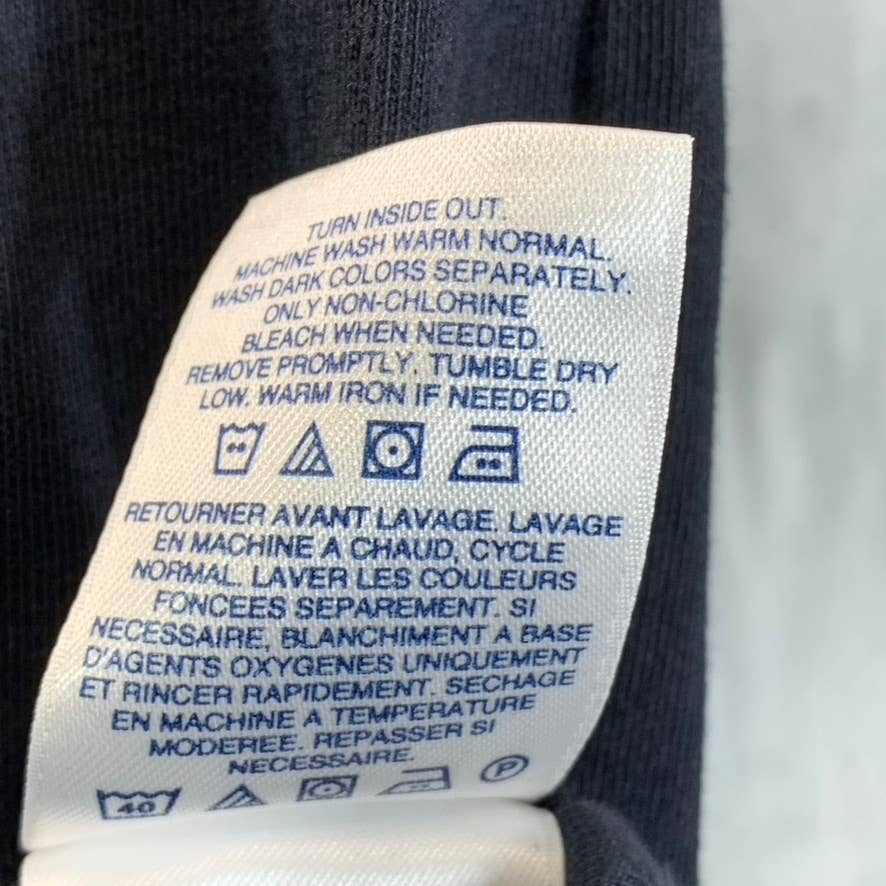 TURN INSIDE OUT.
MACHINE WASH WARM NORMAL.
WASH DARK COLORS SEPARATELY.
ONLY NON-CHLORINE
BLEACH WHEN NEEDED.
REMOVE PROMPTLY. TUMBLE DRY
LOW. WARM IRON IF NEEDED.
RETOURNER AVANT LAVAGE. LAVAGE
EN MACHINE A CHAUD, CYCLE
NORMAL. LAVER LES COULEURS
FONCEES SEPAREMENT. SI
NECESSAIRE, BLANCHIMENT A BASE
D'AGENTS OXYGENES UNIQUEMENT
ET RINCER RAPIDEMENT. SECHAGE
EN MACHINE A TEMPERATURE
MODEREE. REPASSER SI
NECESSAIRE.
40 P